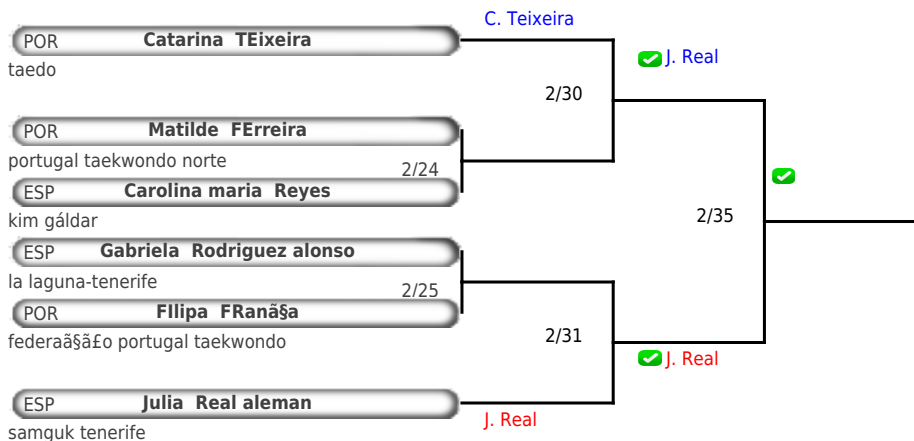 C. Teixeira
POR Catarina TEixeira
taedo
J. Real
2/30
POR Matilde FErreira
portugal taekwondo norte
2/24
ESP Carolina maria Reyes
kim gáldar
2/35
ESP Gabriela Rodriguez alonso
la laguna-tenerife
2/25
POR FIlipa FRanã§a
federaã§ã£o portugal taekwondo
2/31
J. Real
ESP Julia Real aleman
J. Real
samguk tenerife